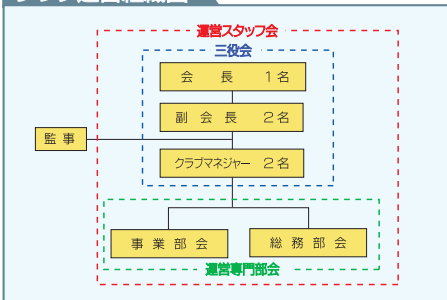 運営スタッフ会
三役会
会長 1名
副会長 2名
監事
クラブマネジャー 2名
事業部会
総務部会
運営専門部会